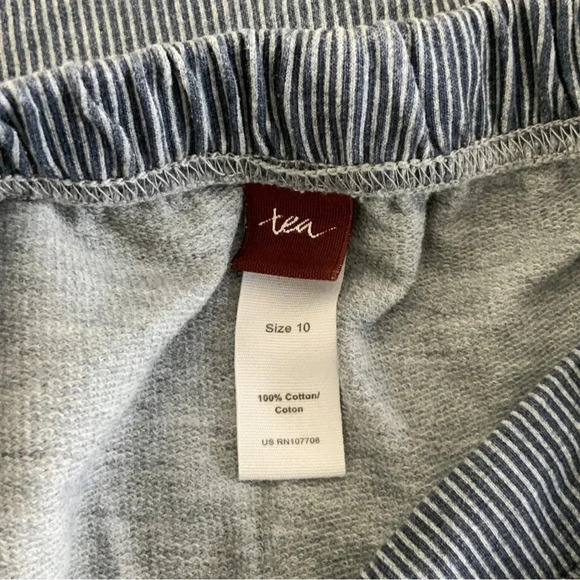 tea
Size 10
100% Cotton/
Coton
US RN107708